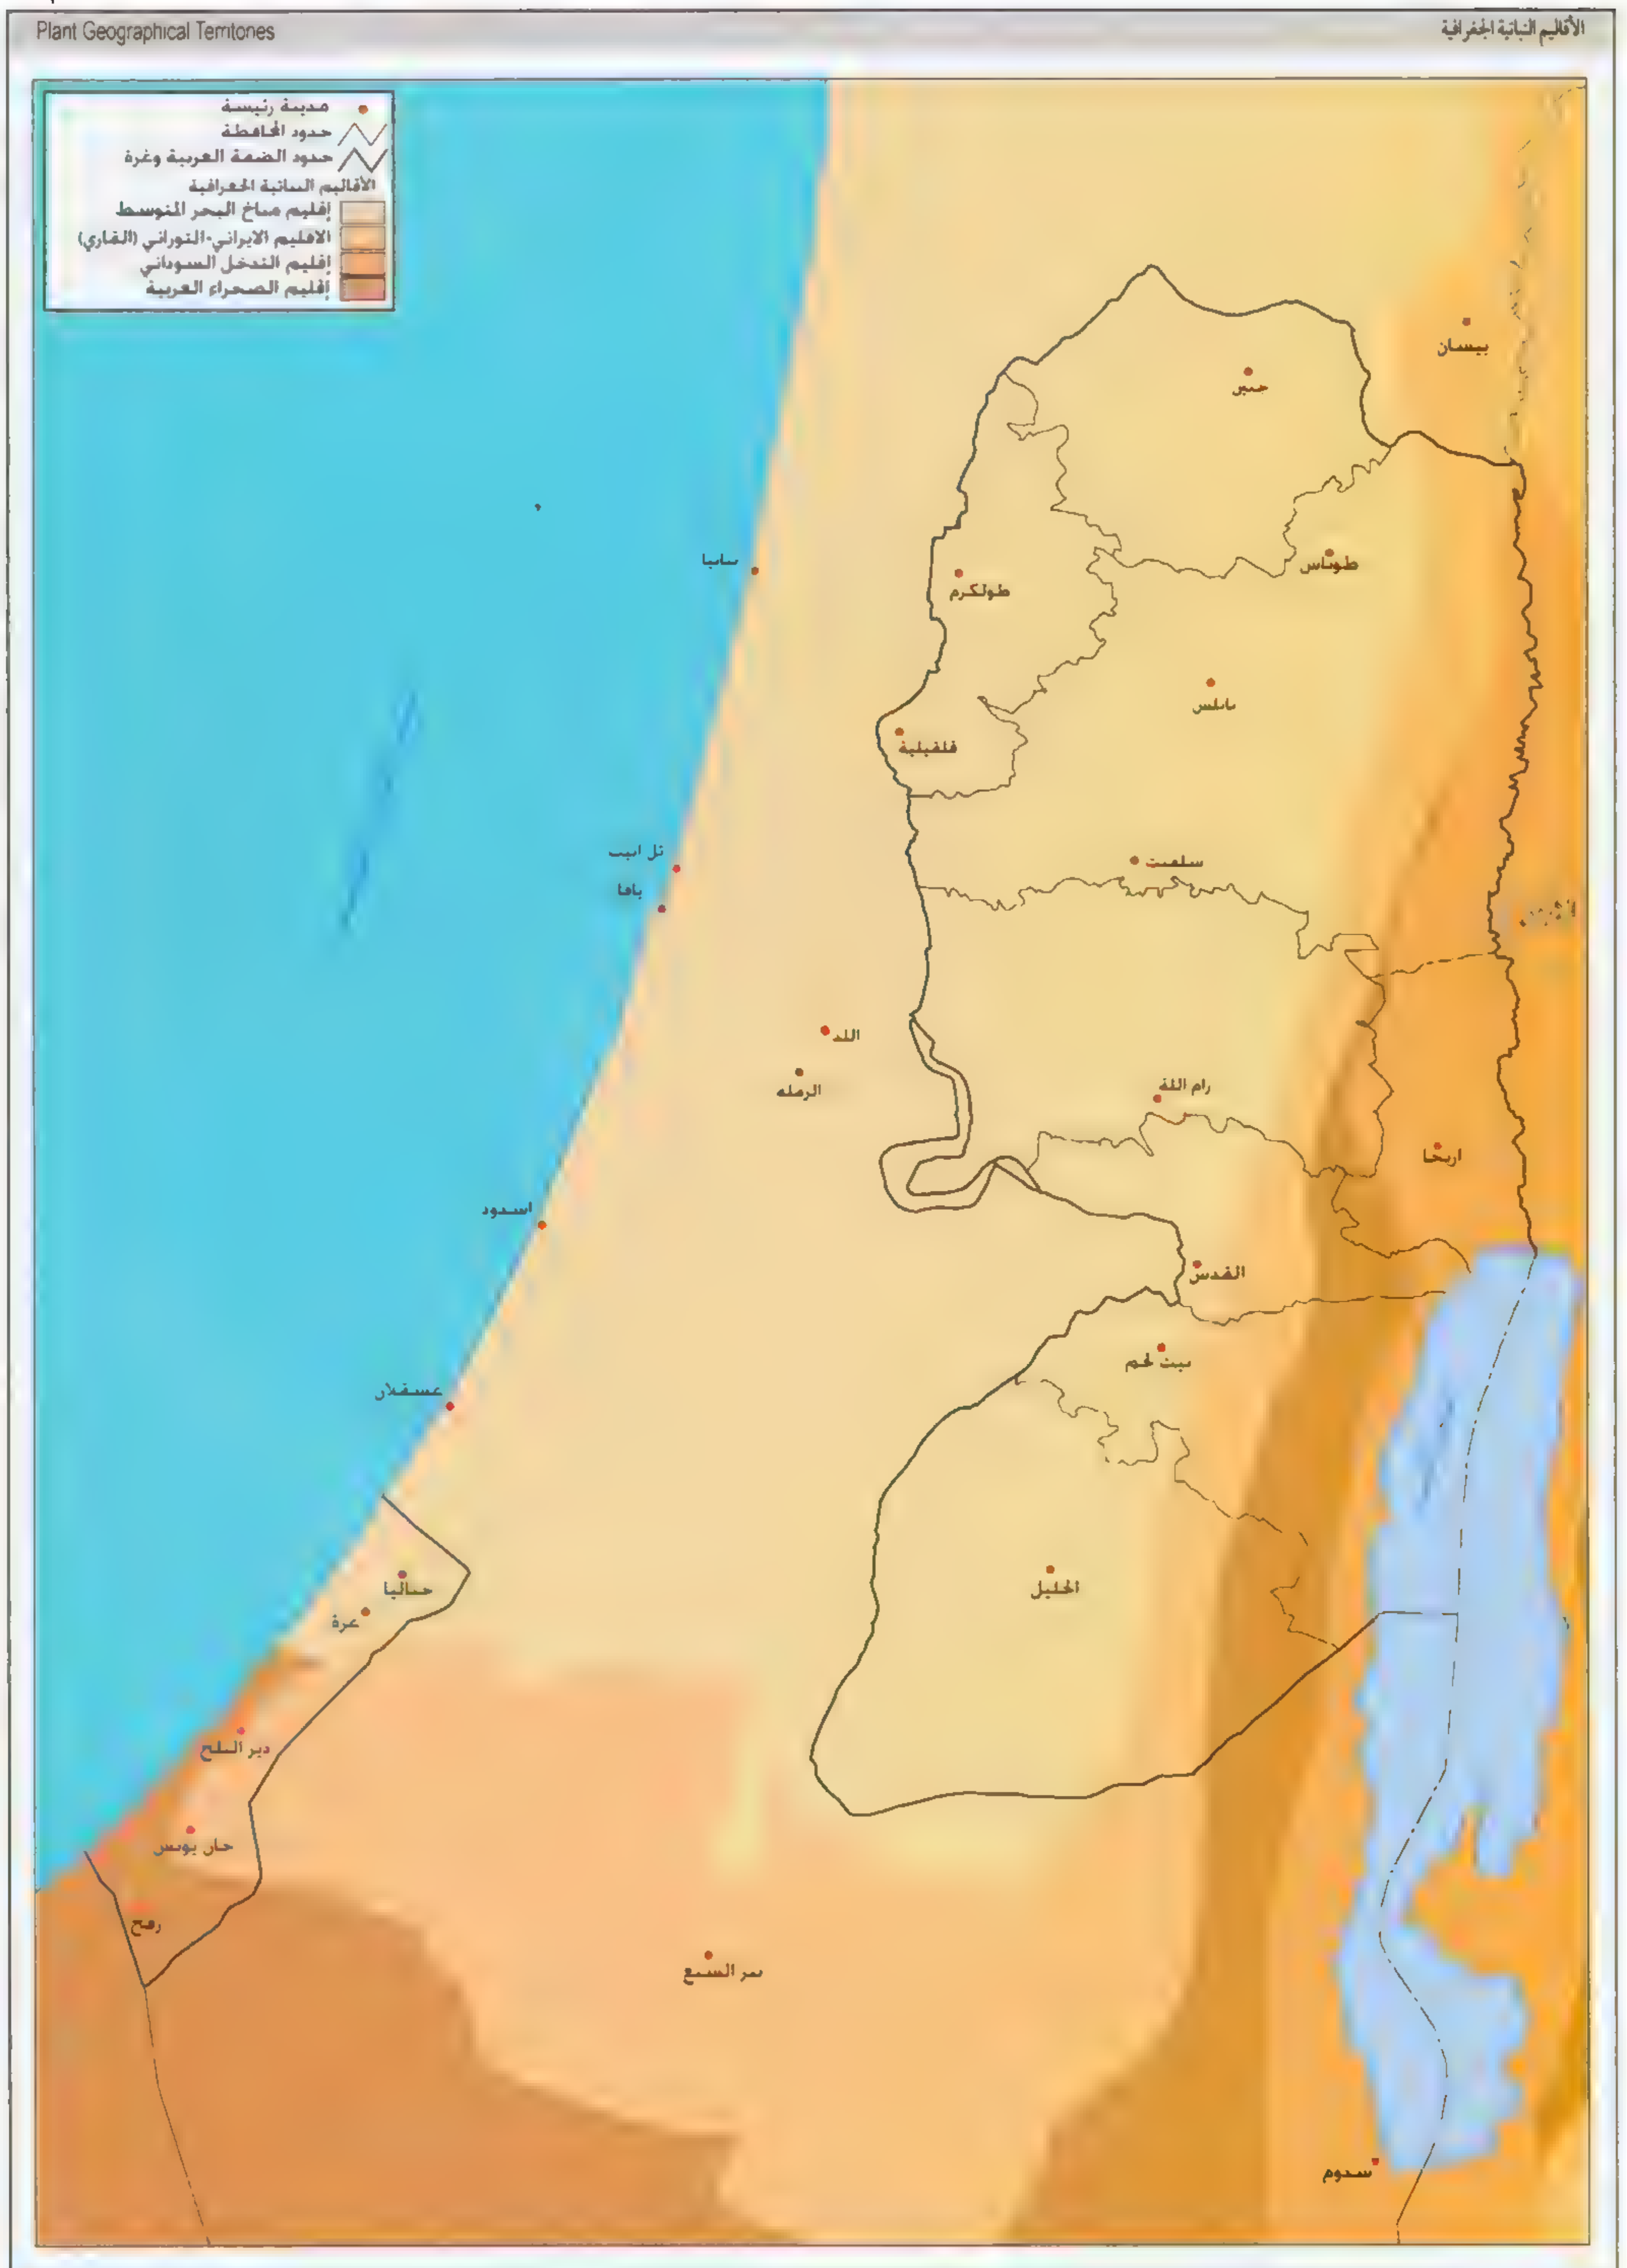 Plant Geographical Territories
الأقاليم النباتية الجغرافية
مدينة رئيسة
حدود المحافظة
حدود الضفة الغربية وغزة
الأقاليم النباتية الجغرافية
إقليم مناخ البحر المتوسط
الاقليم الايراني-التوراني (القاري)
إقليم التدخل السوداني
إقليم الصحراء العربية
بيسان
جنين
طوباس
طولكرم
نابلس
قلقيلية
تل ابيب
يافا
سلفيت
اللد
الرمله
رام الله
اريحا
اسدود
القدس
بيت لحم
عسقلان
الخليل
جباليا
غزة
دير البلح
خان يونس
رفح
بئر السبع
سدوم